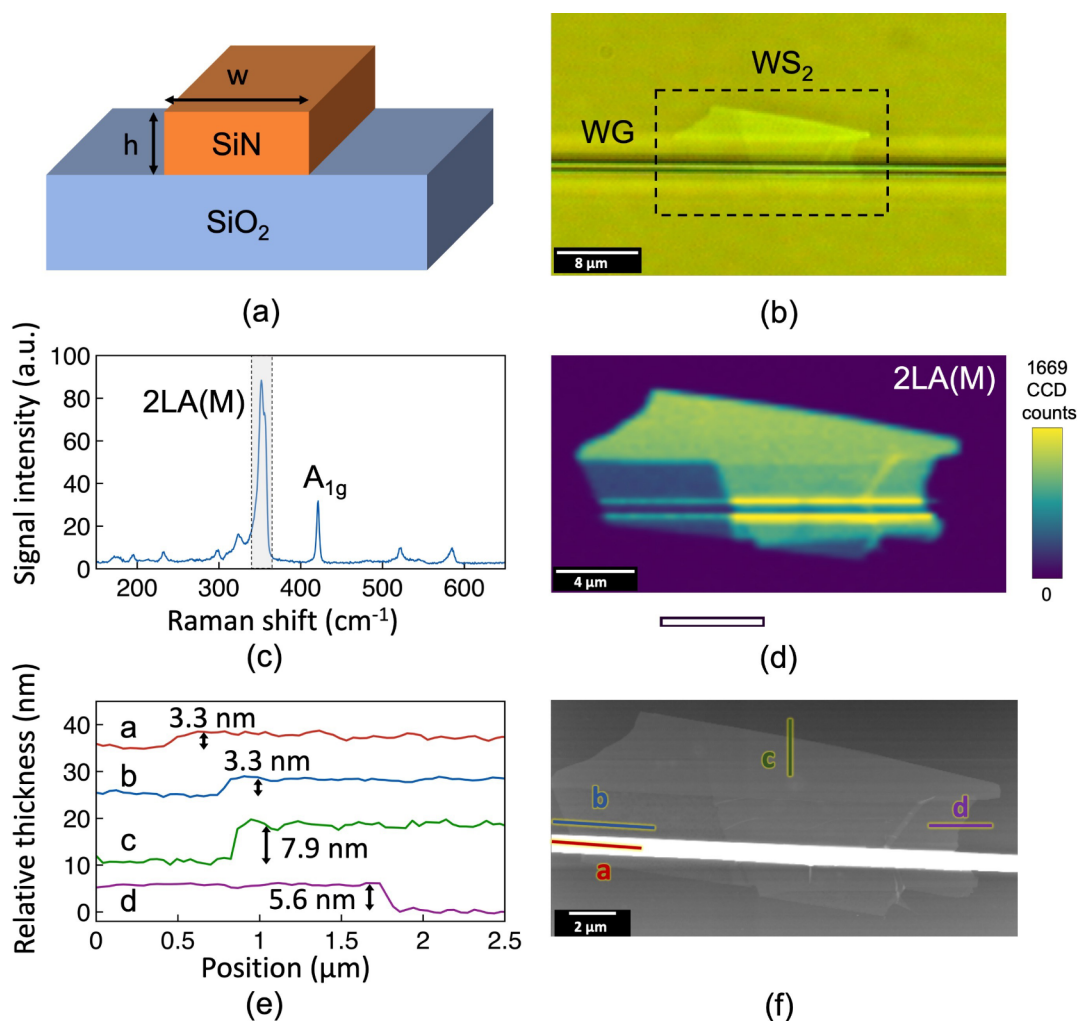 w
h
SiN
SiO2
(a)
WS2
WG
8 µm
(b)
100
80
60
40
20
0
Signal intensity (a.u.)
2LA(M)
A1g
200
300
400
500
600
Raman shift (cm-1)
(c)
2LA(M)
4 µm
1669
CCD
counts
0
(d)
Relative thickness (nm)
40
30
20
10
0
a
3.3 nm
b
3.3 nm
c
7.9 nm
d
5.6 nm
0
0.5
1
1.5
2
2.5
Position (µm)
(e)
c
b
d
a
2 µm
(f)